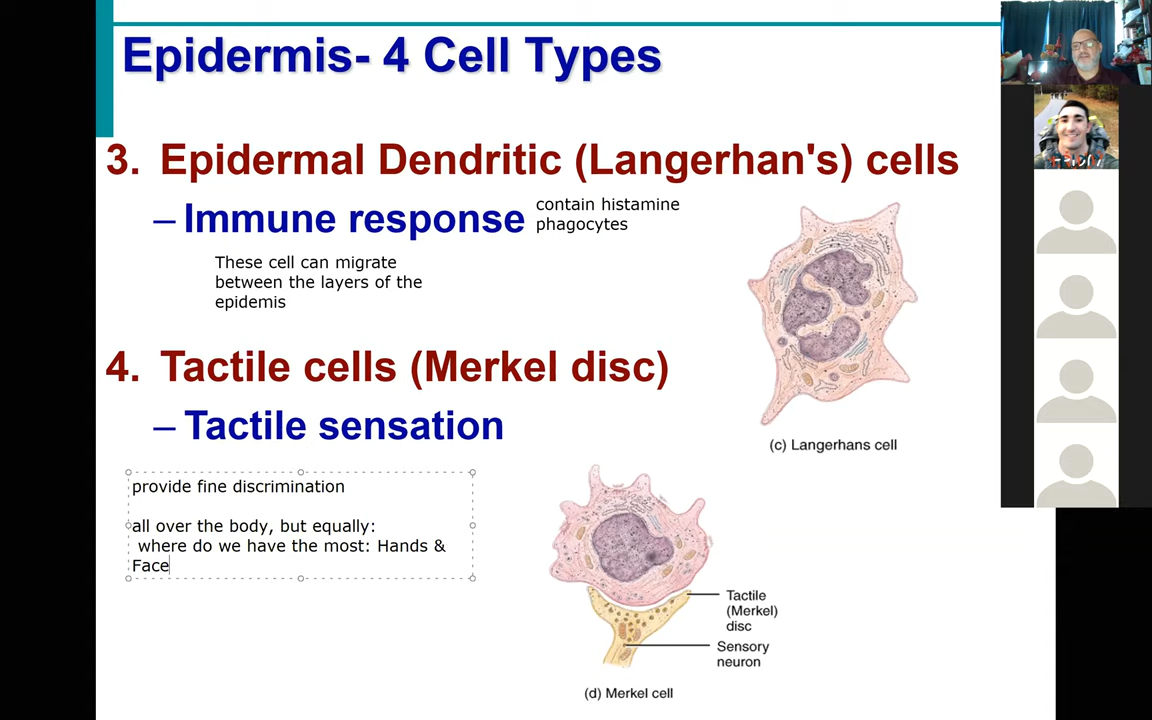 Epidermis- 4 Cell Types
3. Epidermal Dendritic (Langerhan's) cells
– Immune response
contain histamine
phagocytes
These cell can migrate
between the layers of the
epidemis
(c) Langerhans cell
4. Tactile cells (Merkel disc)
– Tactile sensation
provide fine discrimination
all over the body, but equally:
where do we have the most: Hands &
Face
Tactile
(Merkel)
disc
Sensory
neuron
(d) Merkel cell